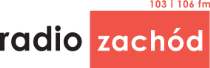 103 | 106 fm
radio zachód